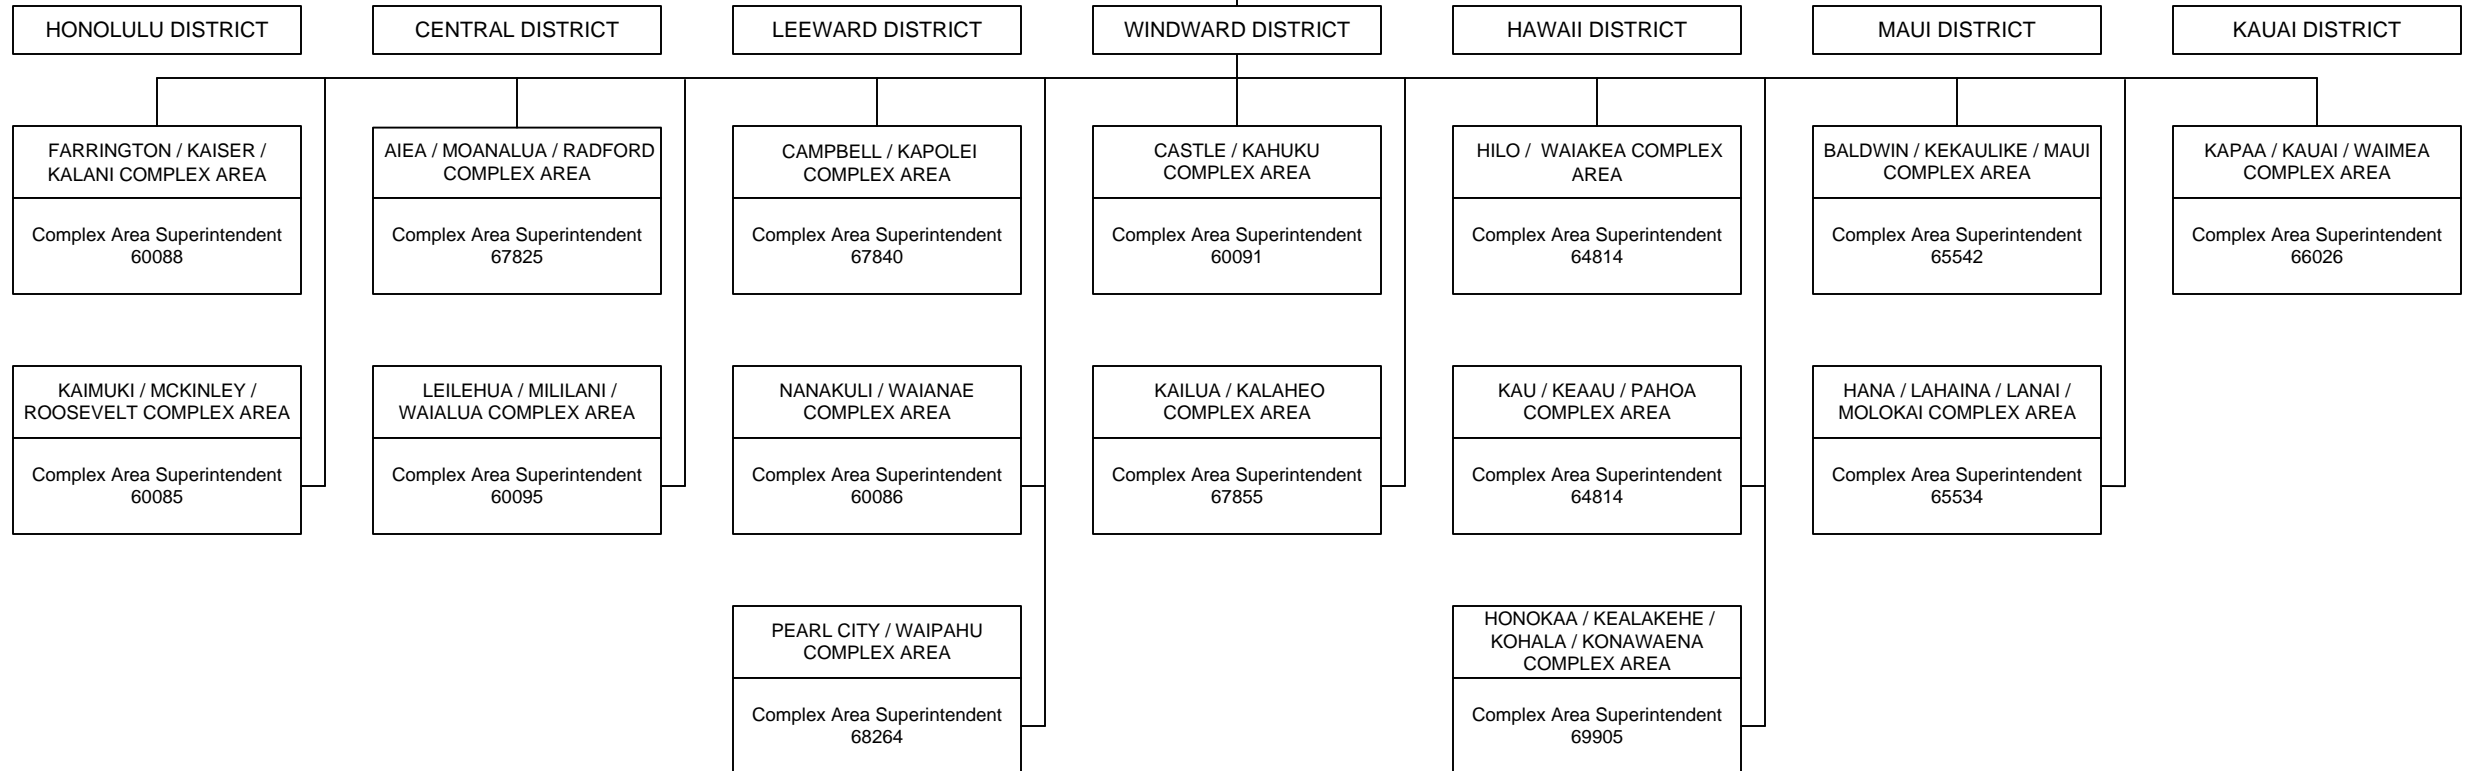 HONOLULU DISTRICT
CENTRAL DISTRICT
LEEWARD DISTRICT
WINDWARD DISTRICT
HAWAII DISTRICT
MAUI DISTRICT
KAUAI DISTRICT
FARRINGTON / KAISER /
KALANI COMPLEX AREA
Complex Area Superintendent
60088
AIEA / MOANALUA / RADFORD
COMPLEX AREA
Complex Area Superintendent
67825
CAMPBELL / KAPOLEI
COMPLEX AREA
Complex Area Superintendent
67840
CASTLE / KAHUKU
COMPLEX AREA
Complex Area Superintendent
60091
HILO / WAIAKEA COMPLEX
AREA
Complex Area Superintendent
64814
BALDWIN / KEKAULIKE / MAUI
COMPLEX AREA
Complex Area Superintendent
65542
KAPAA / KAUAI / WAIMEA
COMPLEX AREA
Complex Area Superintendent
66026
KAIMUKI / MCKINLEY /
ROOSEVELT COMPLEX AREA
Complex Area Superintendent
60085
LEILEHUA / MILILANI /
WAIALUA COMPLEX AREA
Complex Area Superintendent
60095
NANAKULI / WAIANAE
COMPLEX AREA
Complex Area Superintendent
60086
KAILUA / KALAHEO
COMPLEX AREA
Complex Area Superintendent
67855
KAU / KEAAU / PAHOA
COMPLEX AREA
Complex Area Superintendent
64814
HANA / LAHAINA / LANAI /
MOLOKAI COMPLEX AREA
Complex Area Superintendent
65534
PEARL CITY / WAIPAHU
COMPLEX AREA
Complex Area Superintendent
68264
HONOKAA / KEALAKEHE /
KOHALA / KONAWAENA
COMPLEX AREA
Complex Area Superintendent
69905